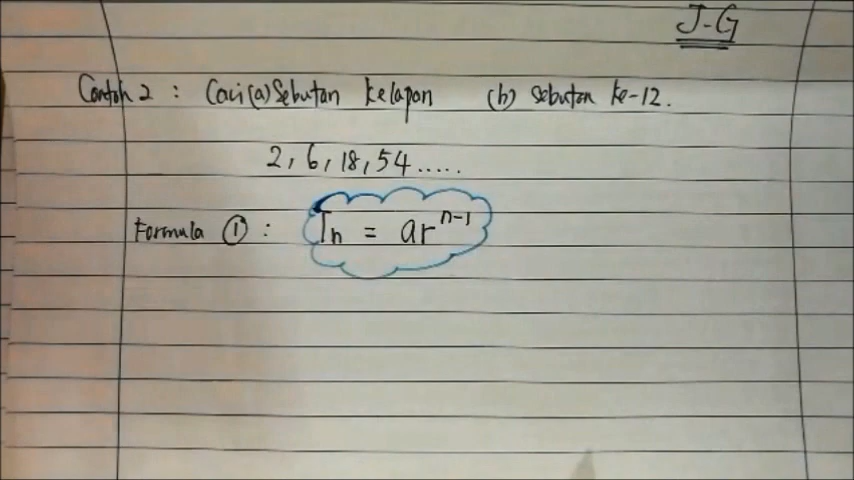 J-G
Contoh 2 : Cari (a) Sebutan Kelapan (b) Sebutan Ke-12.
2, 6, 18, 54 .....
Formula ① : Tn = ar^n-1